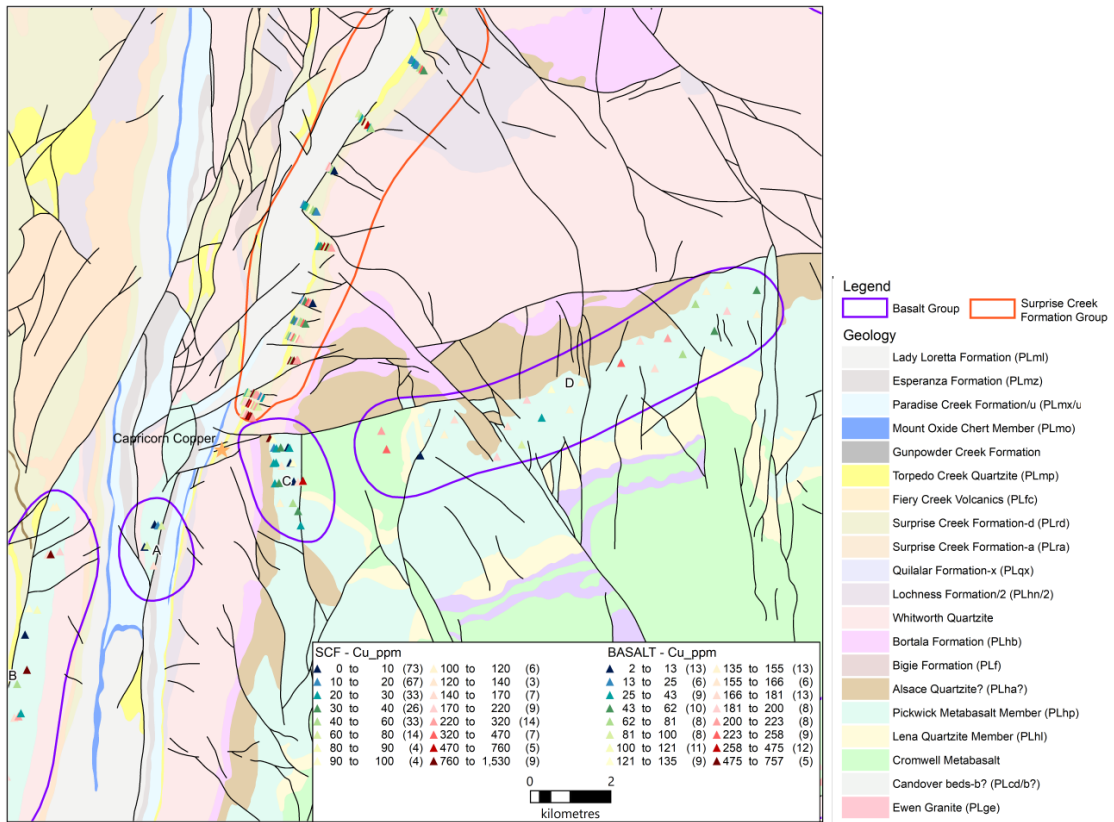 Capricorn Copper
A
B
C
D
SCF - Cu_ppm
0 to 10 (73)
10 to 20 (67)
20 to 30 (33)
30 to 40 (26)
40 to 60 (33)
60 to 80 (14)
80 to 90 (4)
90 to 100 (4)
100 to 120 (6)
120 to 140 (3)
140 to 170 (7)
170 to 220 (9)
220 to 320 (14)
320 to 470 (7)
470 to 760 (5)
760 to 1,530 (9)
BASALT - Cu_ppm
2 to 13 (13)
13 to 25 (6)
25 to 43 (9)
43 to 62 (10)
62 to 81 (8)
81 to 100 (8)
100 to 121 (11)
121 to 135 (9)
135 to 155 (13)
155 to 166 (6)
166 to 181 (13)
181 to 200 (8)
200 to 223 (8)
223 to 258 (9)
258 to 475 (12)
475 to 757 (5)
0 2
kilometres
Legend
Basalt Group
Surprise Creek
Formation Group
Geology
Lady Loretta Formation (PLml)
Esperanza Formation (PLmz)
Paradise Creek Formation/u (PLmx/u
Mount Oxide Chert Member (PLmo)
Gunpowder Creek Formation
Torpedo Creek Quartzite (PLmp)
Fiery Creek Volcanics (PLfc)
Surprise Creek Formation-d (PLrd)
Surprise Creek Formation-a (PLra)
Quilalar Formation-x (PLqx)
Lochness Formation/2 (PLhn/2)
Whitworth Quartzite
Bortala Formation (PLhb)
Bigie Formation (PLf)
Alsace Quartzite? (PLha?)
Pickwick Metabasalt Member (PLhp)
Lena Quartzite Member (PLhl)
Cromwell Metabasalt
Candover beds-b? (PLcd/b?)
Ewen Granite (PLge)